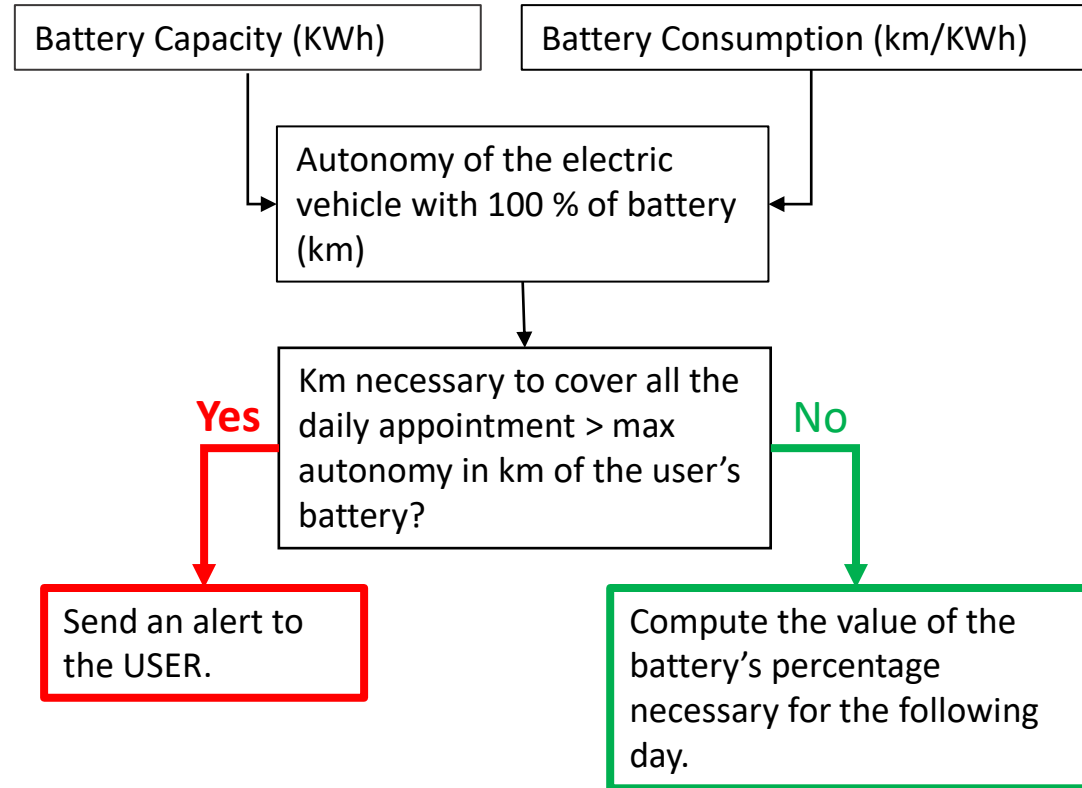 Battery Capacity (KWh)
Battery Consumption (km/KWh)
Autonomy of the electric
vehicle with 100 % of battery
(km)
Km necessary to cover all the
daily appointment > max
autonomy in km of the user’s
battery?
Yes
No
Send an alert to
the USER.
Compute the value of the
battery’s percentage
necessary for the following
day.